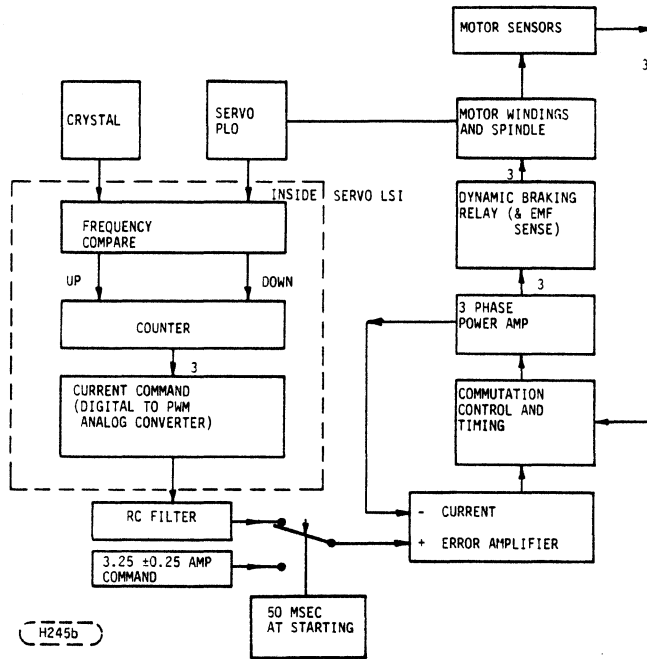 MOTOR SENSORS
3
CRYSTAL
SERVO
PLO
MOTOR WINDINGS
AND SPINDLE
3
INSIDE SERVO LSI
DYNAMIC BRAKING
RELAY (& EMF
SENSE)
FREQUENCY
COMPARE
UP
DOWN
3
3 PHASE
POWER AMP
COUNTER
3
CURRENT COMMAND
(DIGITAL TO PWM
ANALOG CONVERTER)
COMMUTATION
CONTROL AND
TIMING
RC FILTER
- CURRENT
+ ERROR AMPLIFIER
3.25 ±0.25 AMP
COMMAND
50 MSEC
AT STARTING
H245b